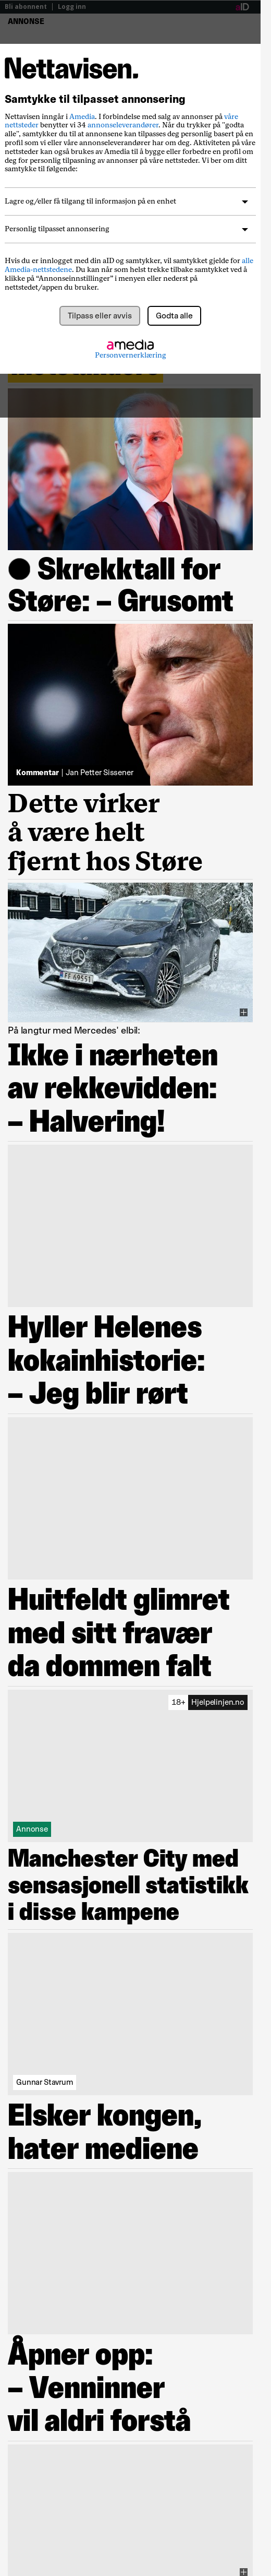 Bli abonnent | Logg inn
aID
ANNONSE
Nettavisen.
Samtykke til tilpasset annonsering
Nettavisen inngår i Amedia. I forbindelse med salg av annonser på våre
nettsteder benytter vi 34 annonseleverandører. Når du trykker på "godta
alle", samtykker du til at annonsene kan tilpasses deg personlig basert på en
profil som vi eller våre annonseleverandører har om deg. Aktiviteten på våre
nettsteder kan også brukes av Amedia til å bygge eller forbedre en profil om
deg for personlig tilpasning av annonser på våre nettsteder. Vi ber om ditt
samtykke til følgende:
Lagre og/eller få tilgang til informasjon på en enhet
Personlig tilpasset annonsering
Hvis du er innlogget med din aID og samtykker, vil samtykket gjelde for alle
Amedia-nettstedene. Du kan når som helst trekke tilbake samtykket ved å
klikke på “Annonseinnstillinger” i menyen eller nederst på
nettstedet/appen du bruker.
Tilpass eller avvis
Godta alle
amedia
Personvernerklæring
Skrekktall for
Støre: – Grusomt
Kommentar | Jan Petter Sissener
Dette virker
å være helt
fjernt hos Støre
På langtur med Mercedes' elbil:
Ikke i nærheten
av rekkevidden:
– Halvering!
Hyller Helenes
kokainhistorie:
– Jeg blir rørt
Huitfeldt glimret
med sitt fravær
da dommen falt
18+ Hjelpelinjen.no
Annonse
Manchester City med
sensasjonell statistikk
i disse kampene
Gunnar Stavrum
Elsker kongen,
hater mediene
Åpner opp:
– Venninner
vil aldri forstå